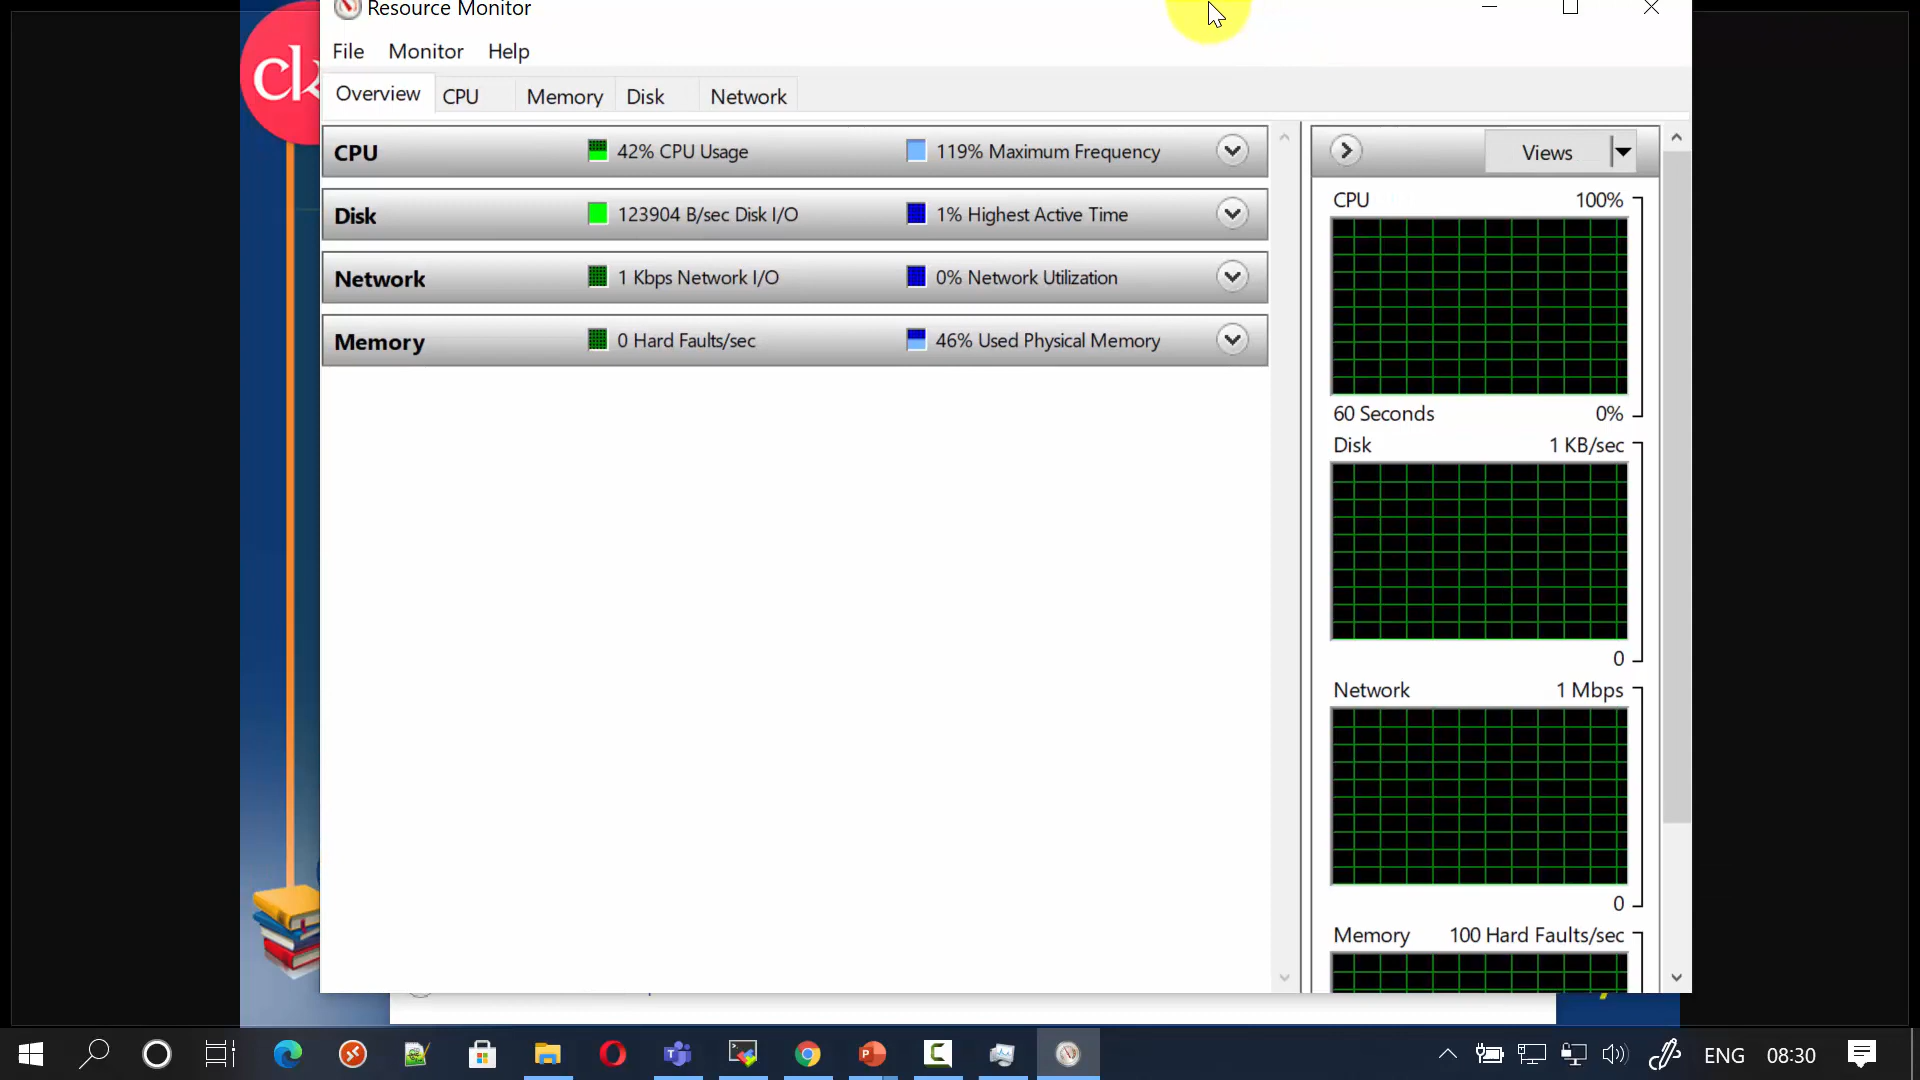 Resource Monitor
File Monitor Help
Overview CPU Memory Disk Network
CPU 42% CPU Usage 119% Maximum Frequency
Disk 123904 B/sec Disk I/O 1% Highest Active Time
Network 1 Kbps Network I/O 0% Network Utilization
Memory 0 Hard Faults/sec 46% Used Physical Memory
Views
CPU 100%
60 Seconds 0%
Disk 1 KB/sec
0
Network 1 Mbps
0
Memory 100 Hard Faults/sec
ENG 08:30